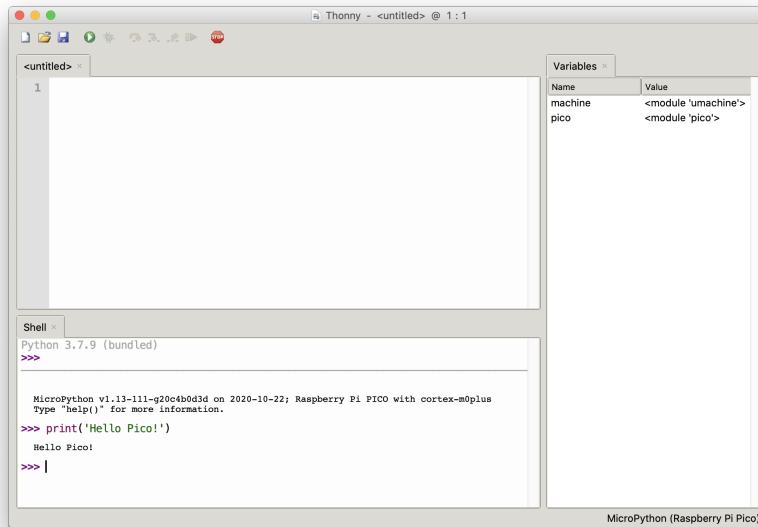 Thonny - <untitled> @ 1 : 1
STOP
<untitled> ×
1
Variables ×
Name Value
machine <module 'umachine'>
pico <module 'pico'>
Shell ×
Python 3.7.9 (bundled)
>>>
MicroPython v1.13-111-g20c4b0d3d on 2020-10-22; Raspberry Pi PICO with cortex-m0plus
Type "help()" for more information.
>>> print('Hello Pico!')
Hello Pico!
>>>
MicroPython (Raspberry Pi Pico)